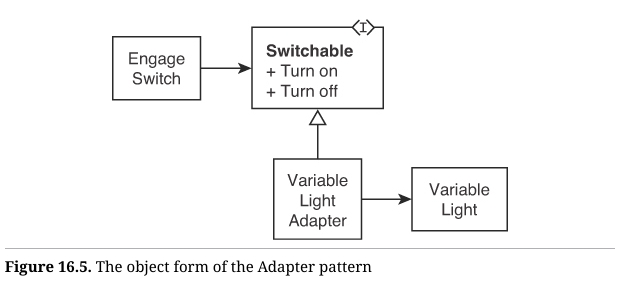 Engage
Switch
I
Switchable
+ Turn on
+ Turn off
Variable
Light
Adapter
Variable
Light
Figure 16.5. The object form of the Adapter pattern